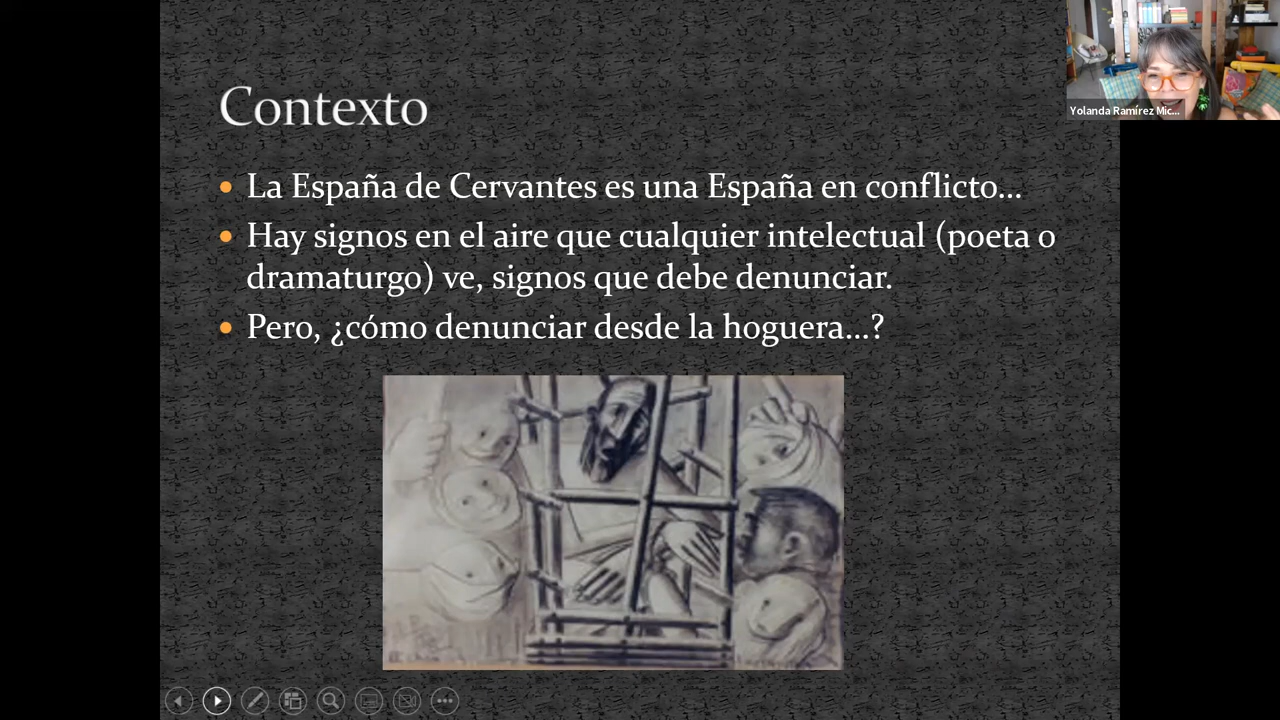 Contexto
La España de Cervantes es una España en conflicto...
Hay signos en el aire que cualquier intelectual (poeta o
dramaturgo) ve, signos que debe denunciar.
Pero, ¿cómo denunciar desde la hoguera...?
Yolanda Ramírez Mic...